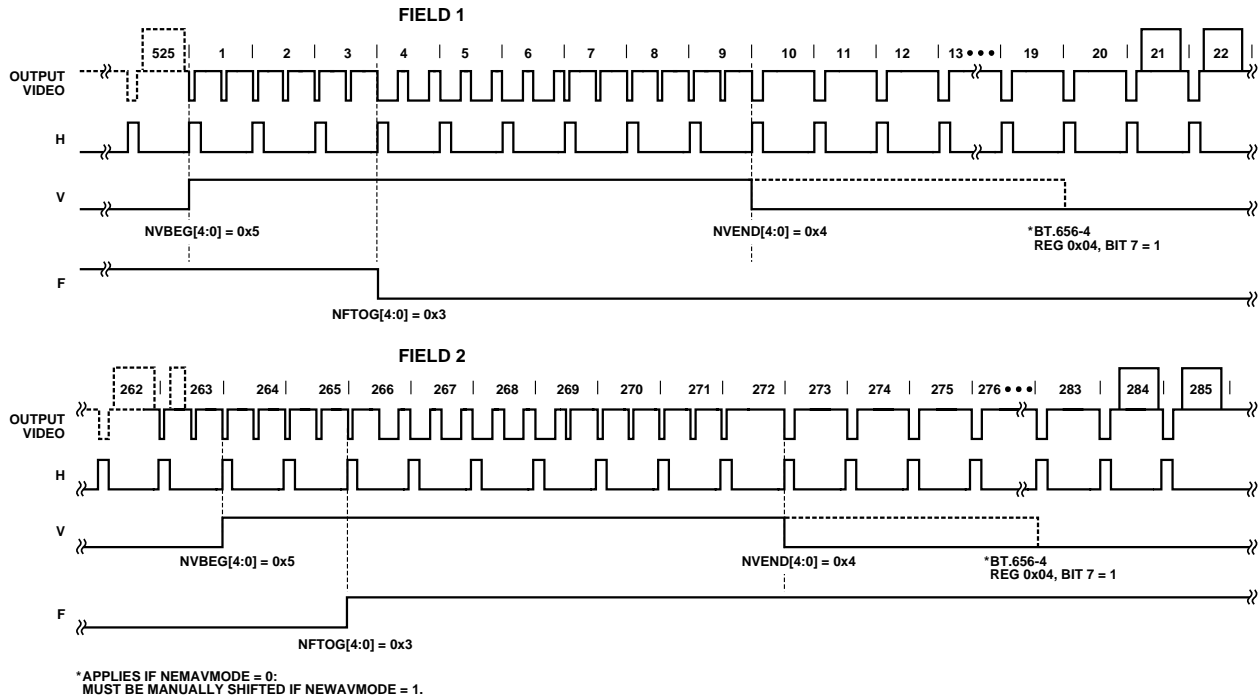 FIELD 1
525 1 2 3 4 5 6 7 8 9 10 11 12 13 ••• 19 20 21 22
OUTPUT
VIDEO
H
V
NVBEG[4:0] = 0x5 NVEND[4:0] = 0x4 *BT.656-4
REG 0x04, BIT 7 = 1
F
NFTOG[4:0] = 0x3
FIELD 2
262 263 264 265 266 267 268 269 270 271 272 273 274 275 276 ••• 283 284 285
OUTPUT
VIDEO
H
V
NVBEG[4:0] = 0x5 NVEND[4:0] = 0x4 *BT.656-4
REG 0x04, BIT 7 = 1
F
NFTOG[4:0] = 0x3
*APPLIES IF NEMAVMODE = 0:
MUST BE MANUALLY SHIFTED IF NEWAVMODE = 1.